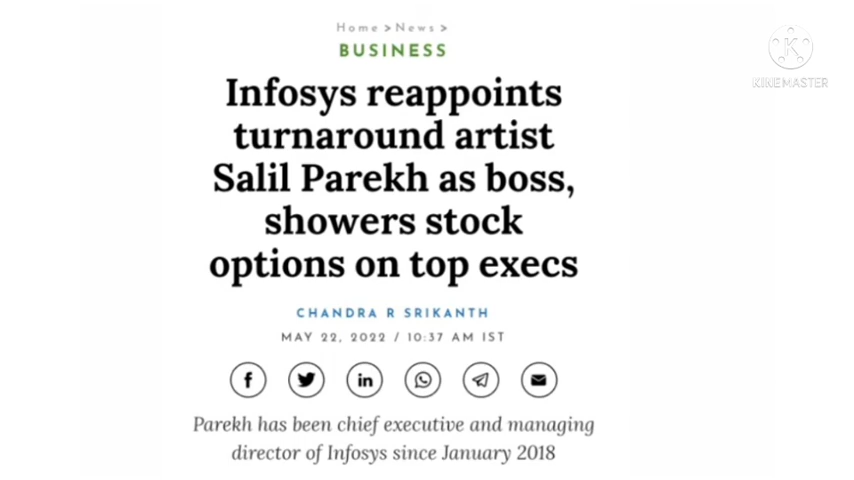 Home > News >
BUSINESS
Infosys reappoints
turnaround artist
Salil Parekh as boss,
showers stock
options on top execs
CHANDRA R SRIKANTH
MAY 22, 2022 / 10:37 AM IST
Parekh has been chief executive and managing
director of Infosys since January 2018
K
KINEMASTER